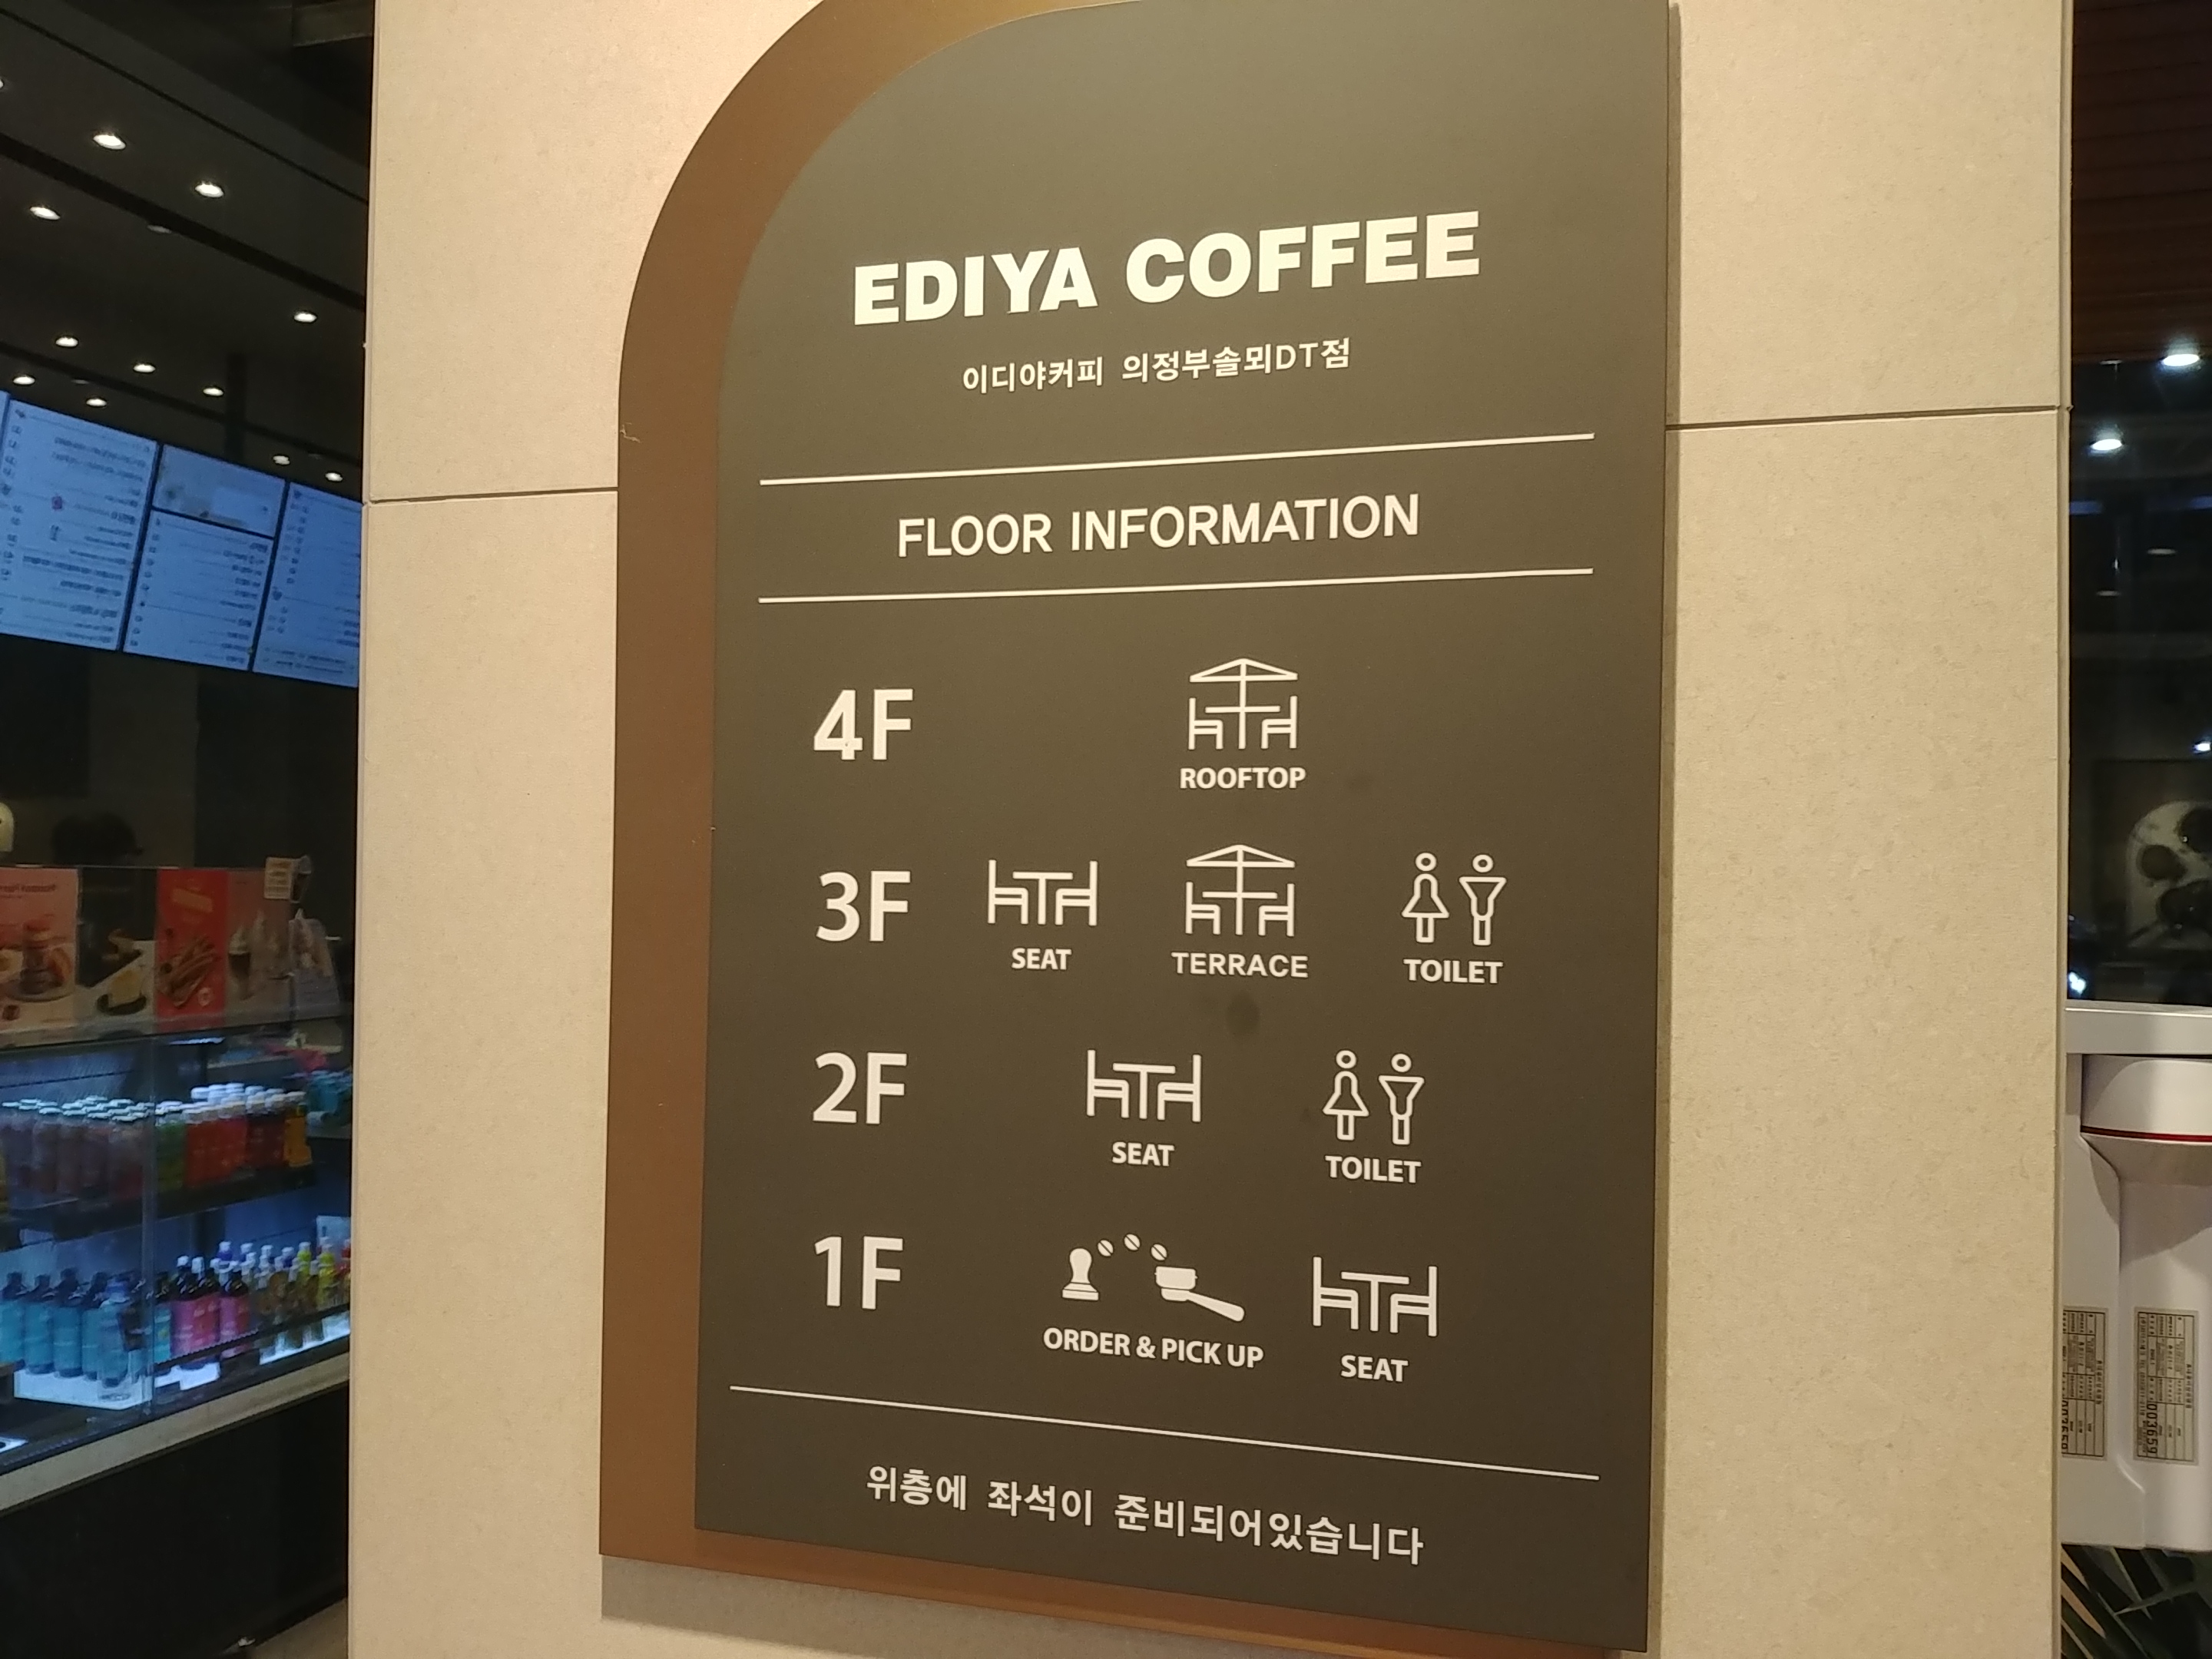 EDIYA COFFEE
이디야커피 의정부솔뫼DT점
FLOOR INFORMATION
4F
ROOFTOP
3F
SEAT
TERRACE
TOILET
2F
SEAT
TOILET
1F
ORDER & PICK UP
SEAT
위층에 좌석이 준비되어있습니다
003659